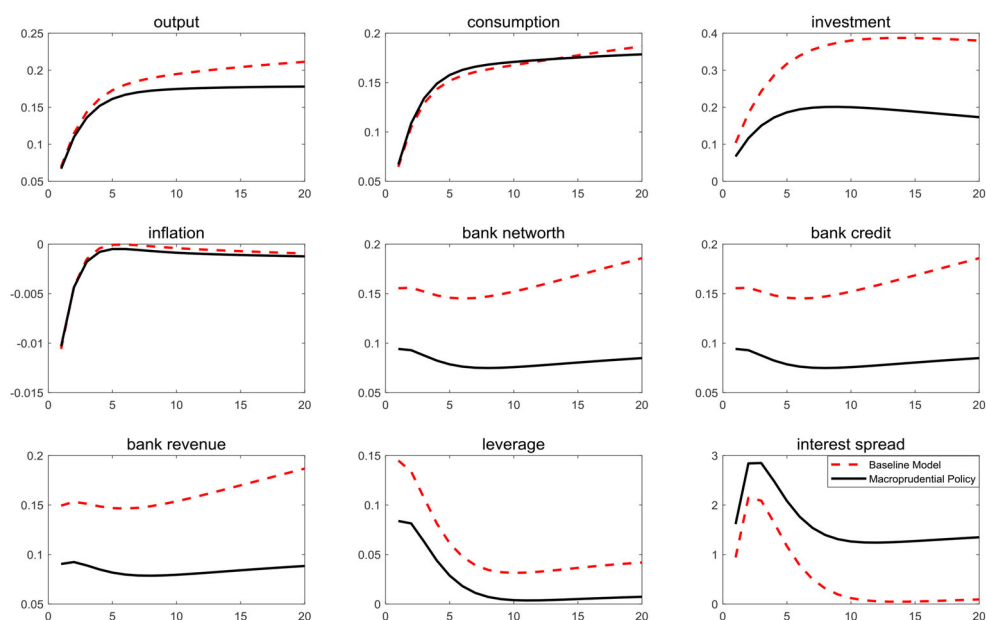 output
0.25
0.2
0.15
0.1
0.05
0 5 10 15 20
consumption
0.2
0.15
0.1
0.05
0 5 10 15 20
investment
0.4
0.3
0.2
0.1
0
0 5 10 15 20
inflation
0
-0.005
-0.01
-0.015
0 5 10 15 20
bank networth
0.2
0.15
0.1
0.05
0 5 10 15 20
bank credit
0.2
0.15
0.1
0.05
0 5 10 15 20
bank revenue
0.2
0.15
0.1
0.05
0 5 10 15 20
leverage
0.15
0.1
0.05
0
0 5 10 15 20
interest spread
3
2
1
0
0 5 10 15 20
Baseline Model
Macroprudential Policy